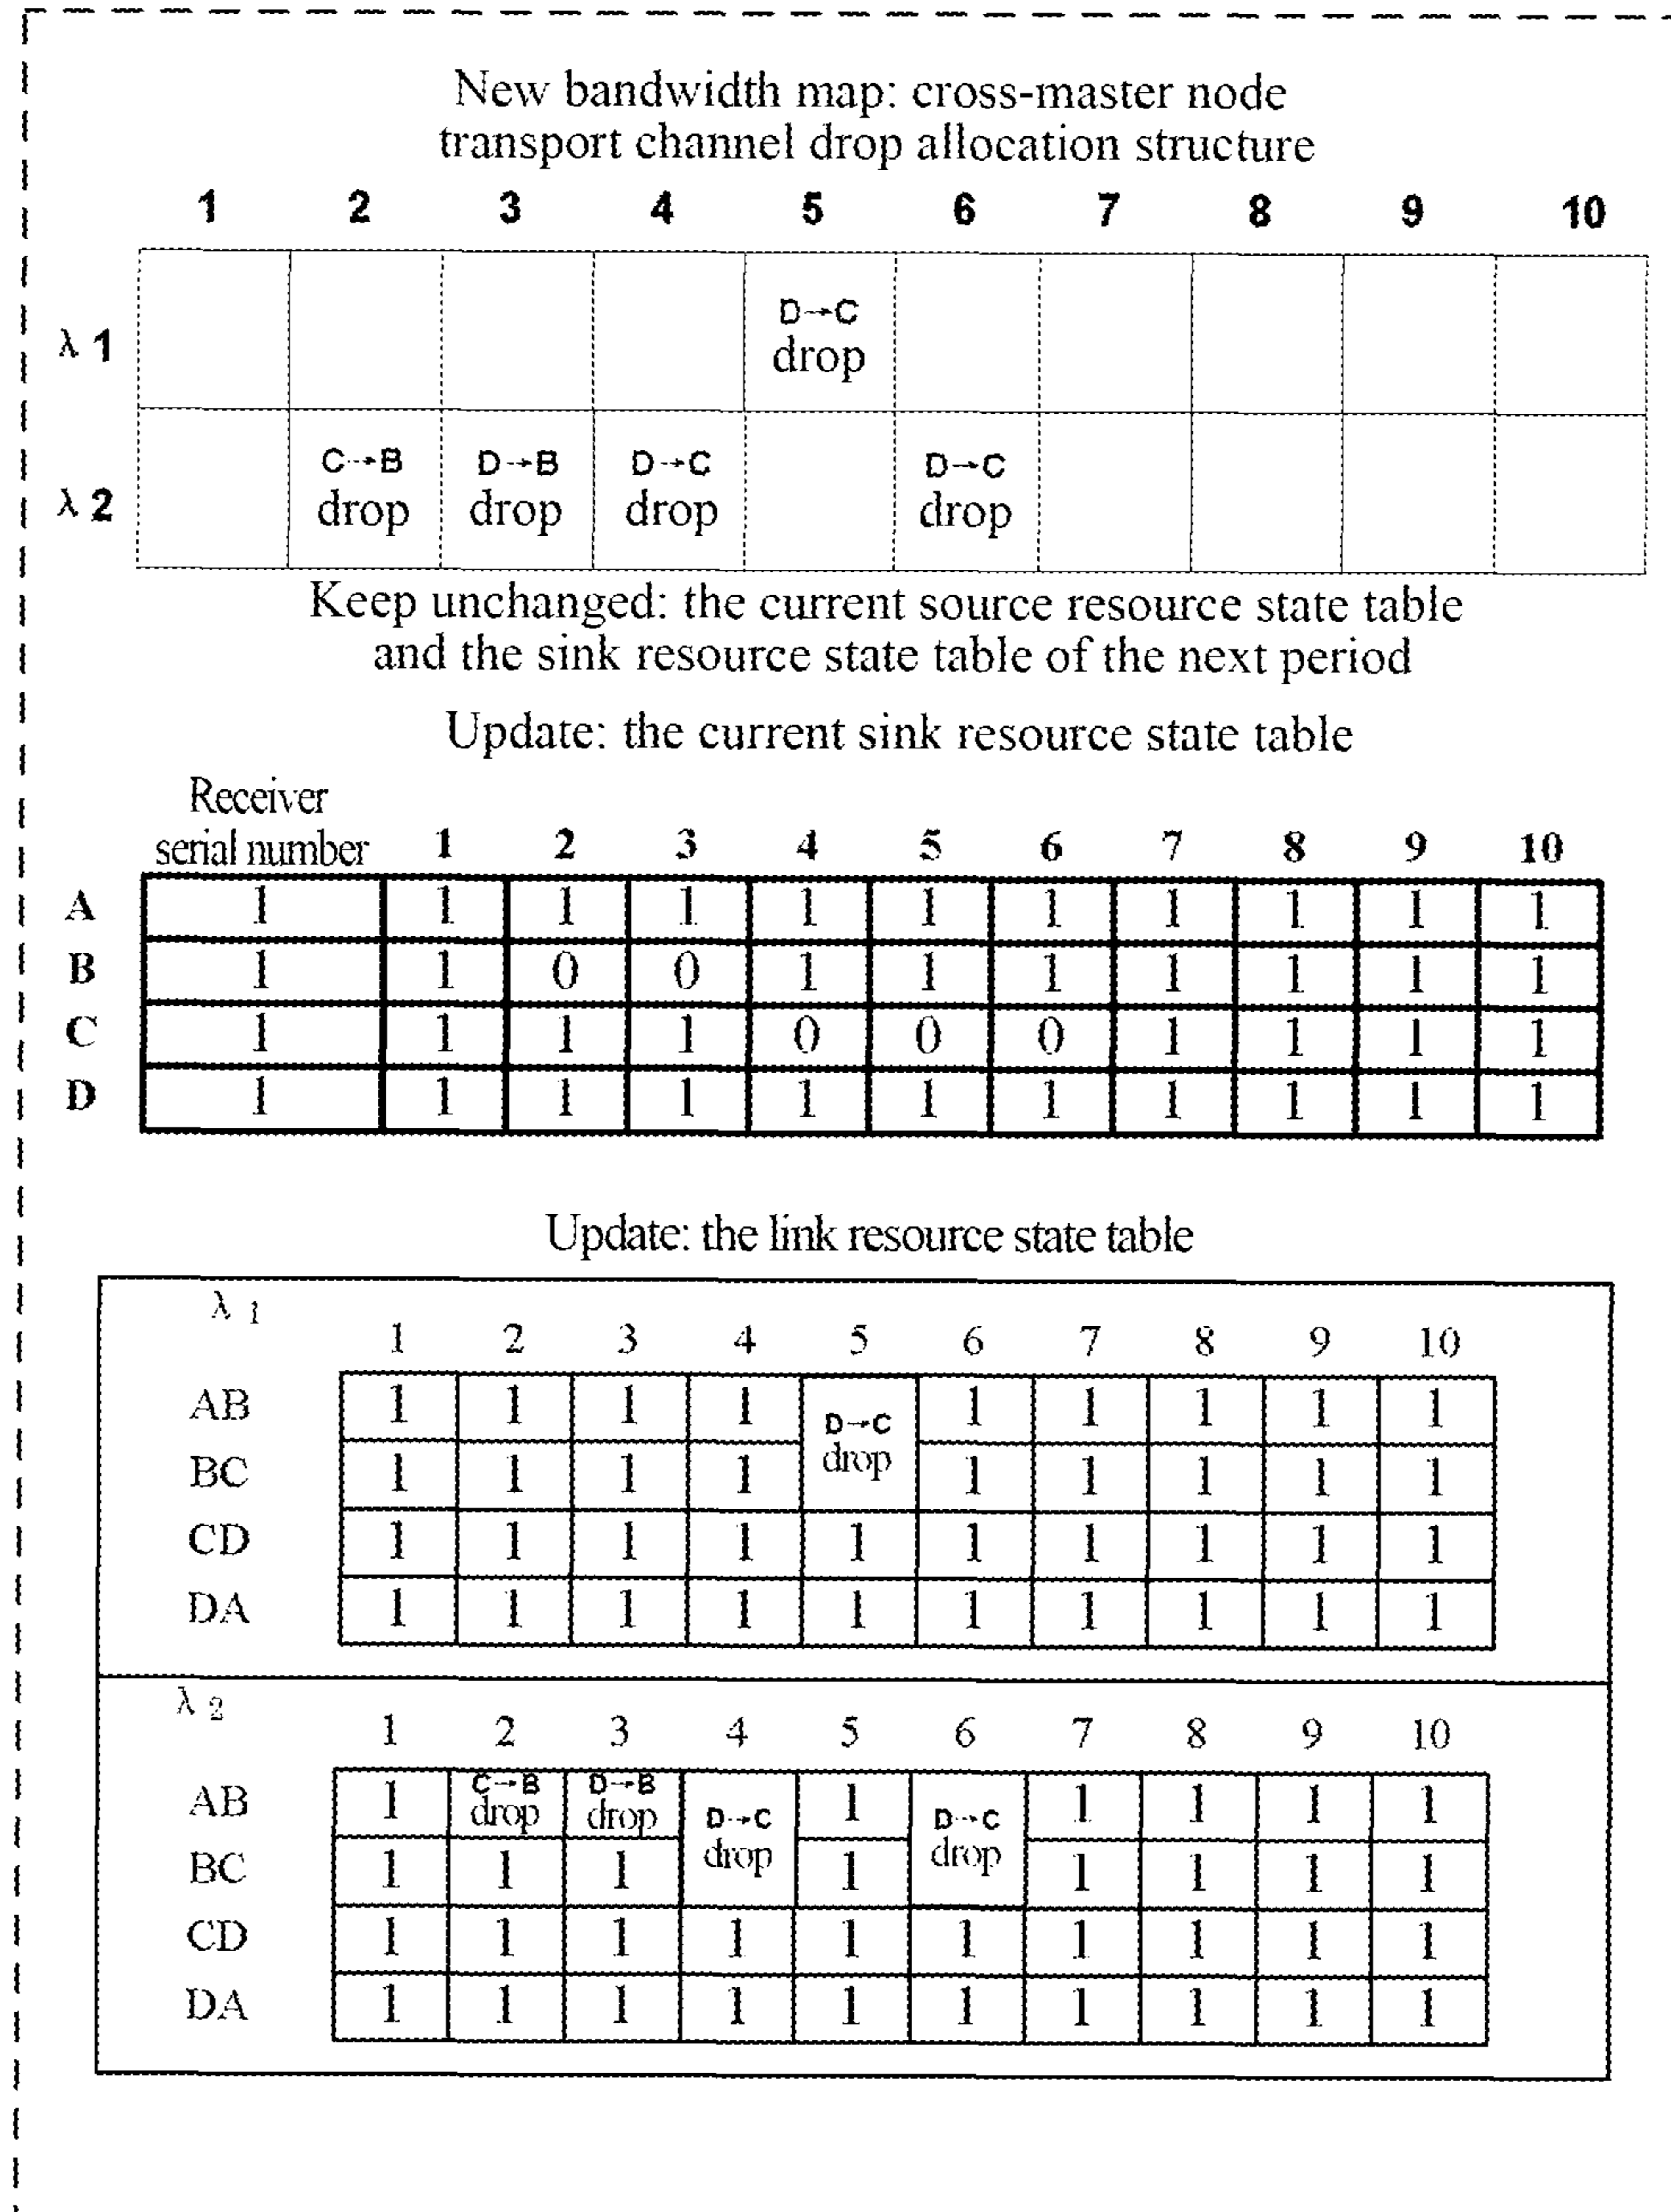 New bandwidth map: cross-master node
transport channel drop allocation structure
1 2 3 4 5 6 7 8 9 10
λ 1 D→C drop
λ 2 C→B drop D→B drop D→C drop D→C drop
Keep unchanged: the current source resource state table
and the sink resource state table of the next period
Update: the current sink resource state table
Receiver
serial number 1 2 3 4 5 6 7 8 9 10
A 1 1 1 1 1 1 1 1 1 1 1
B 1 1 0 0 1 1 1 1 1 1 1
C 1 1 1 1 0 0 0 1 1 1 1
D 1 1 1 1 1 1 1 1 1 1 1
Update: the link resource state table
λ 1
1 2 3 4 5 6 7 8 9 10
AB 1 1 1 1 D→C drop 1 1 1 1 1
BC 1 1 1 1 1 1 1 1 1
CD 1 1 1 1 1 1 1 1 1 1
DA 1 1 1 1 1 1 1 1 1 1
λ 2
1 2 3 4 5 6 7 8 9 10
AB 1 C→B drop D→B drop D→C drop 1 D→C drop 1 1 1 1
BC 1 1 1 1 1 1 1 1
CD 1 1 1 1 1 1 1 1 1 1
DA 1 1 1 1 1 1 1 1 1 1